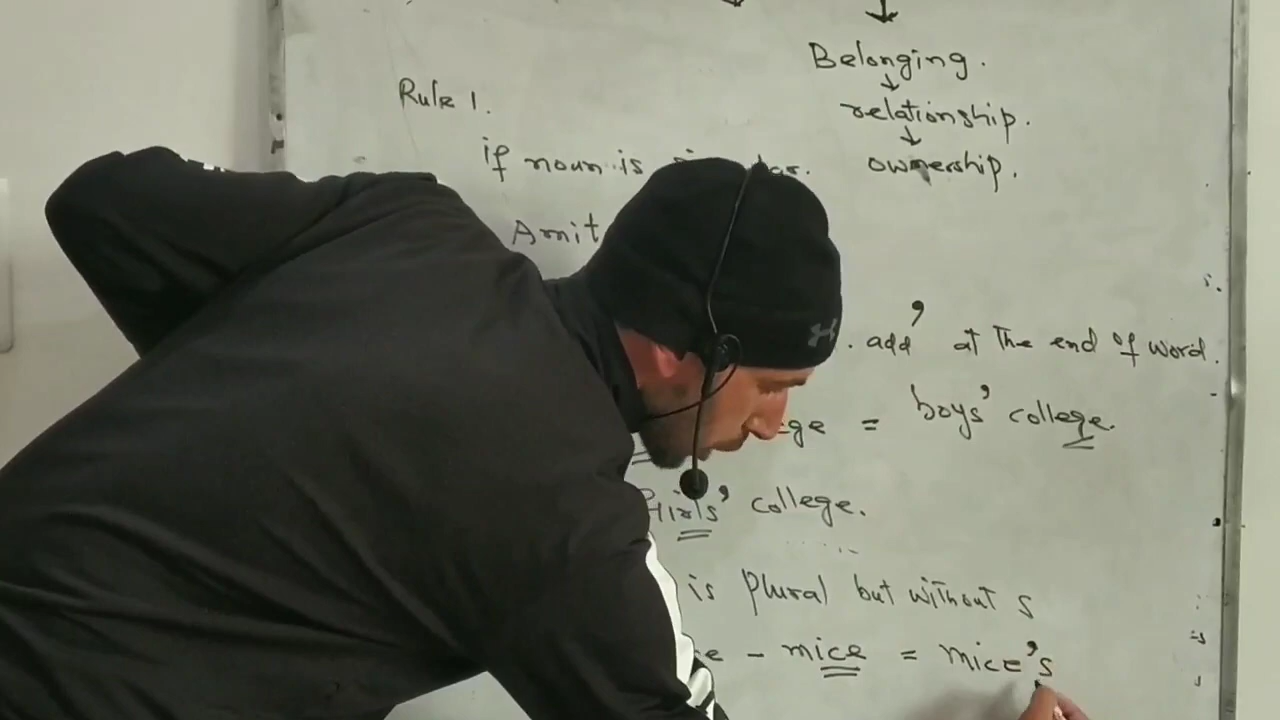 Belonging.
Rule 1.
relationship.
if noun is
ownership.
Amit
. add ' at the end of word.
= boys' college.
Girls' college.
is plural but without s
- mice = mice's